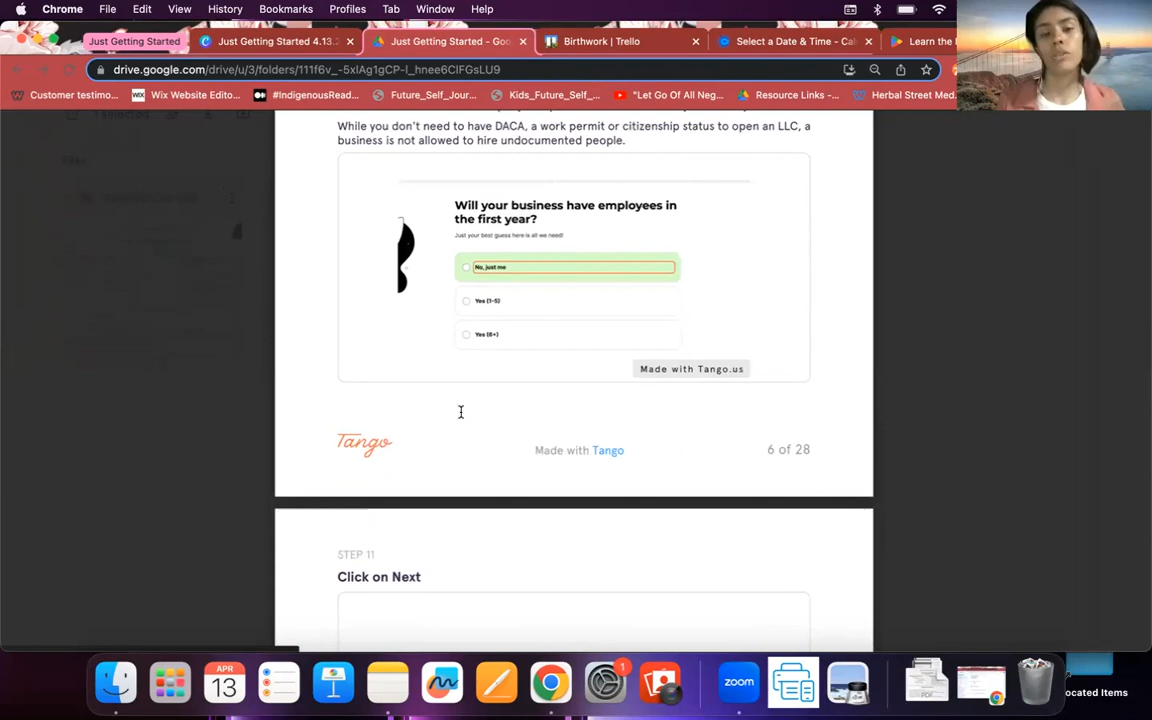 Chrome File Edit View History Bookmarks Profiles Tab Window Help
Just Getting Started
Just Getting Started 4.13.
Just Getting Started - Goo
Birthwork | Trello
Select a Date & Time - Cal
Learn the
drive.google.com/drive/u/3/folders/111f6v_-5xlAg1gCP-l_hnee6ClFGsLU9
Customer testimo...
WIX Wix Website Edito...
#IndigenousRead...
Future_Self_Jour...
Kids_Future_Self_...
"Let Go Of All Neg...
Resource Links -...
Herbal Street Med.
1 selected
While you don't need to have DACA, a work permit or citizenship status to open an LLC, a
business is not allowed to hire undocumented people.
Will your business have employees in
the first year?
Just your best guess here is all we need!
No, just me
Yes (1-5)
Yes (6+)
Made with Tango.us
Tango
Made with Tango
6 of 28
STEP 11
Click on Next
APR
13
1
zoom
PDF
ocated Items